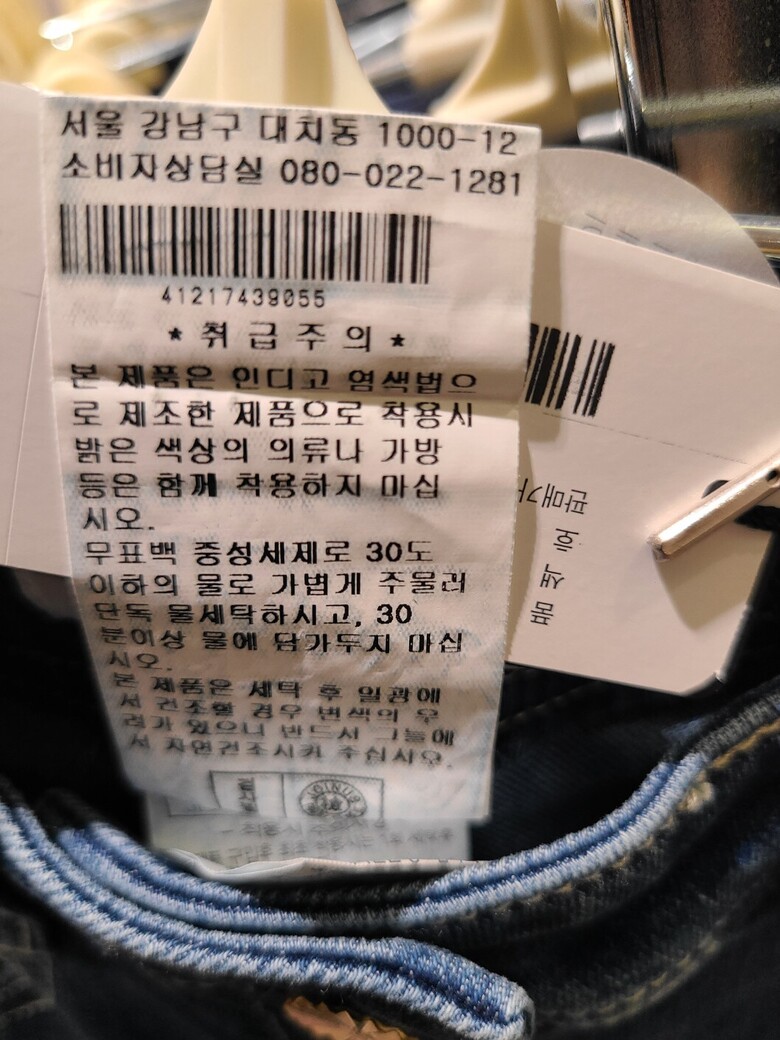 서울 강남구 대치동 1000-12
소비자상담실 080-022-1281
41217439055
★ 취 급 주 의 ★
본 제품은 인디고 염색법으
로 제조한 제품으로 착용시
밝은 색상의 의류나 가방
등은 함께 착용하지 마십
시오.
무표백 중성세제로 30도
이하의 물로 가볍게 주물러
단독 물세탁하시고, 30
분이상 물에 담가두지 마십
시오.
본 제품은 세탁 후 일광에
서 건조할 경우 변색의 우
려가 있으니 반드시 그늘에
서 자연건조시켜 주십시오.
JOINUS
판매가
호
색
품